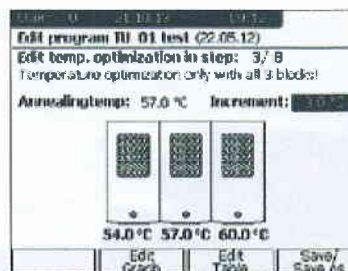 Edit program TU 01 test (22.05.12)
Edit temp. optimization in step: 3/ 8
Temperature optimization only with all 3 blocks!
Annealingtemp: 57.0 °C Increment:
54.0°C 57.0°C 60.0°C
Edit Edit Save/
Graph Table Save As